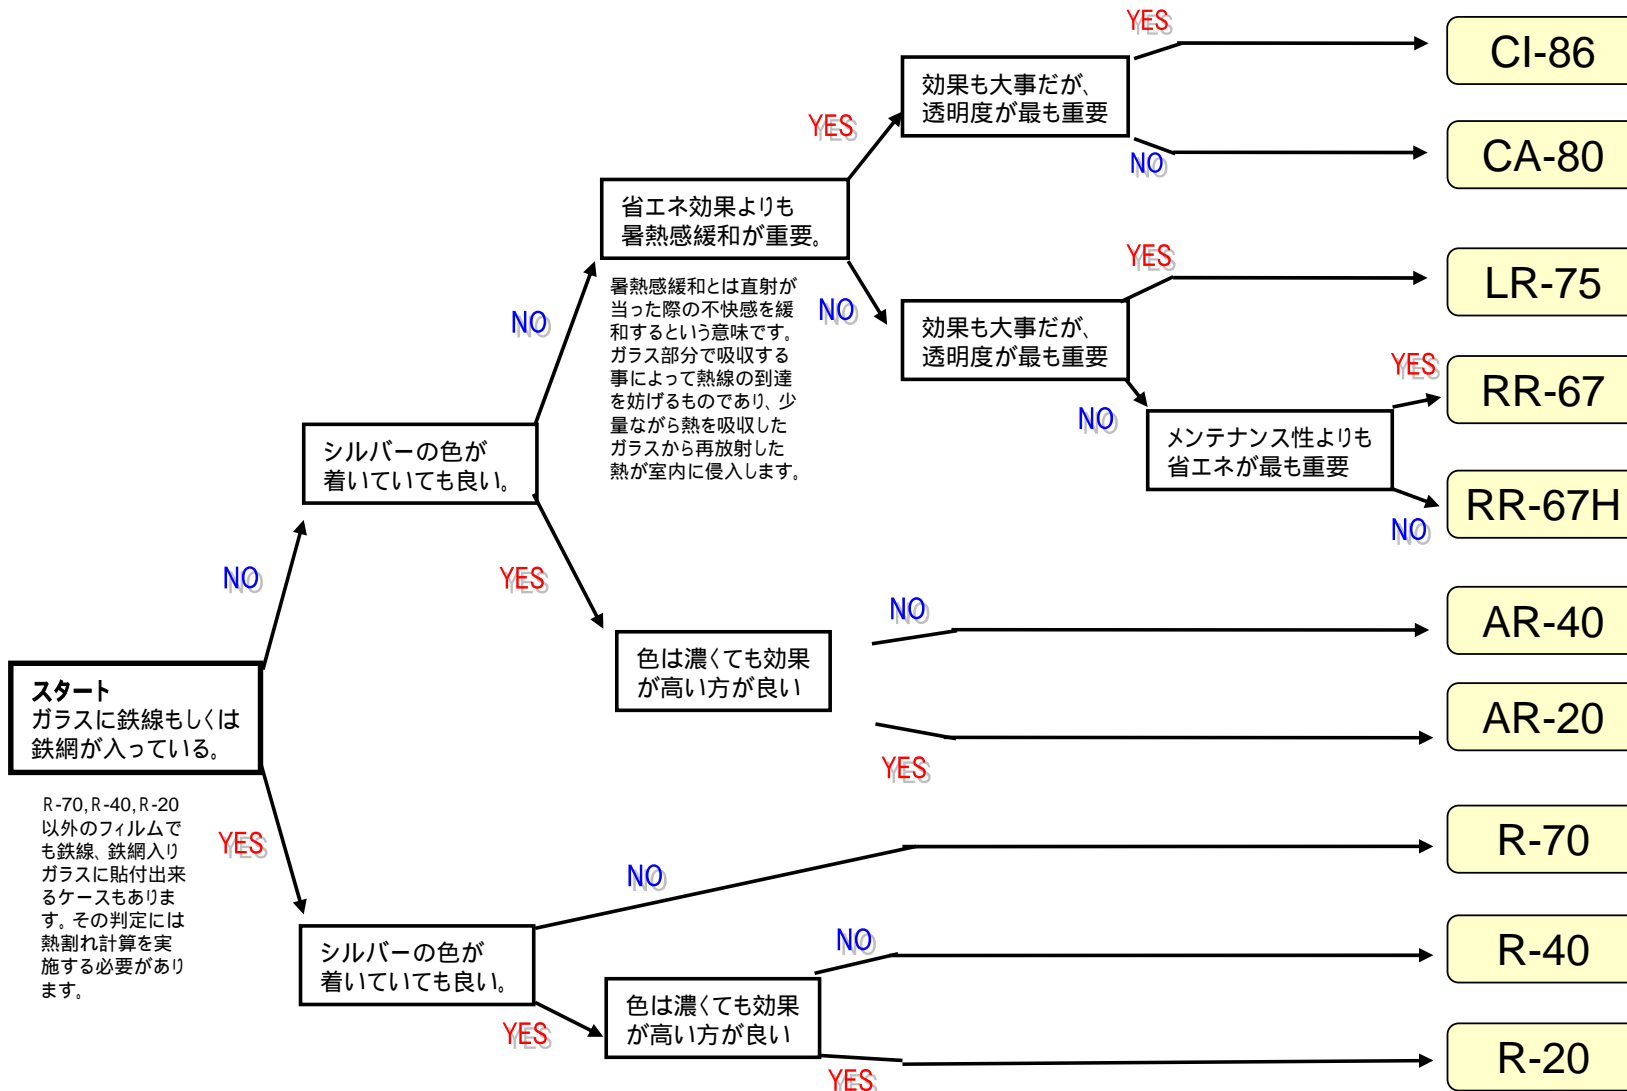 YES
CI-86
効果も大事だが、
透明度が最も重要
YES
NO
CA-80
省エネ効果よりも
暑熱感緩和が重要。
YES
LR-75
暑熱感緩和とは直射が
当った際の不快感を緩
和するという意味です。
ガラス部分で吸収する
事によって熱線の到達
を妨げるものであり、少
量ながら熱を吸収した
ガラスから再放射した
熱が室内に侵入します。
NO
NO
効果も大事だが、
透明度が最も重要
YES
RR-67
NO
メンテナンス性よりも
省エネが最も重要
シルバーの色が
着いていても良い。
RR-67H
NO
NO
YES
NO
AR-40
色は濃くても効果
が高い方が良い
スタート
ガラスに鉄線もしくは
鉄網が入っている。
AR-20
YES
R-70,R-40,R-20
以外のフィルムで
も鉄線、鉄網入り
ガラスに貼付出来
るケースもありま
す。その判定には
熱割れ計算を実
施する必要があり
ます。
YES
R-70
NO
シルバーの色が
着いていても良い。
NO
R-40
色は濃くても効果
が高い方が良い
YES
R-20
YES